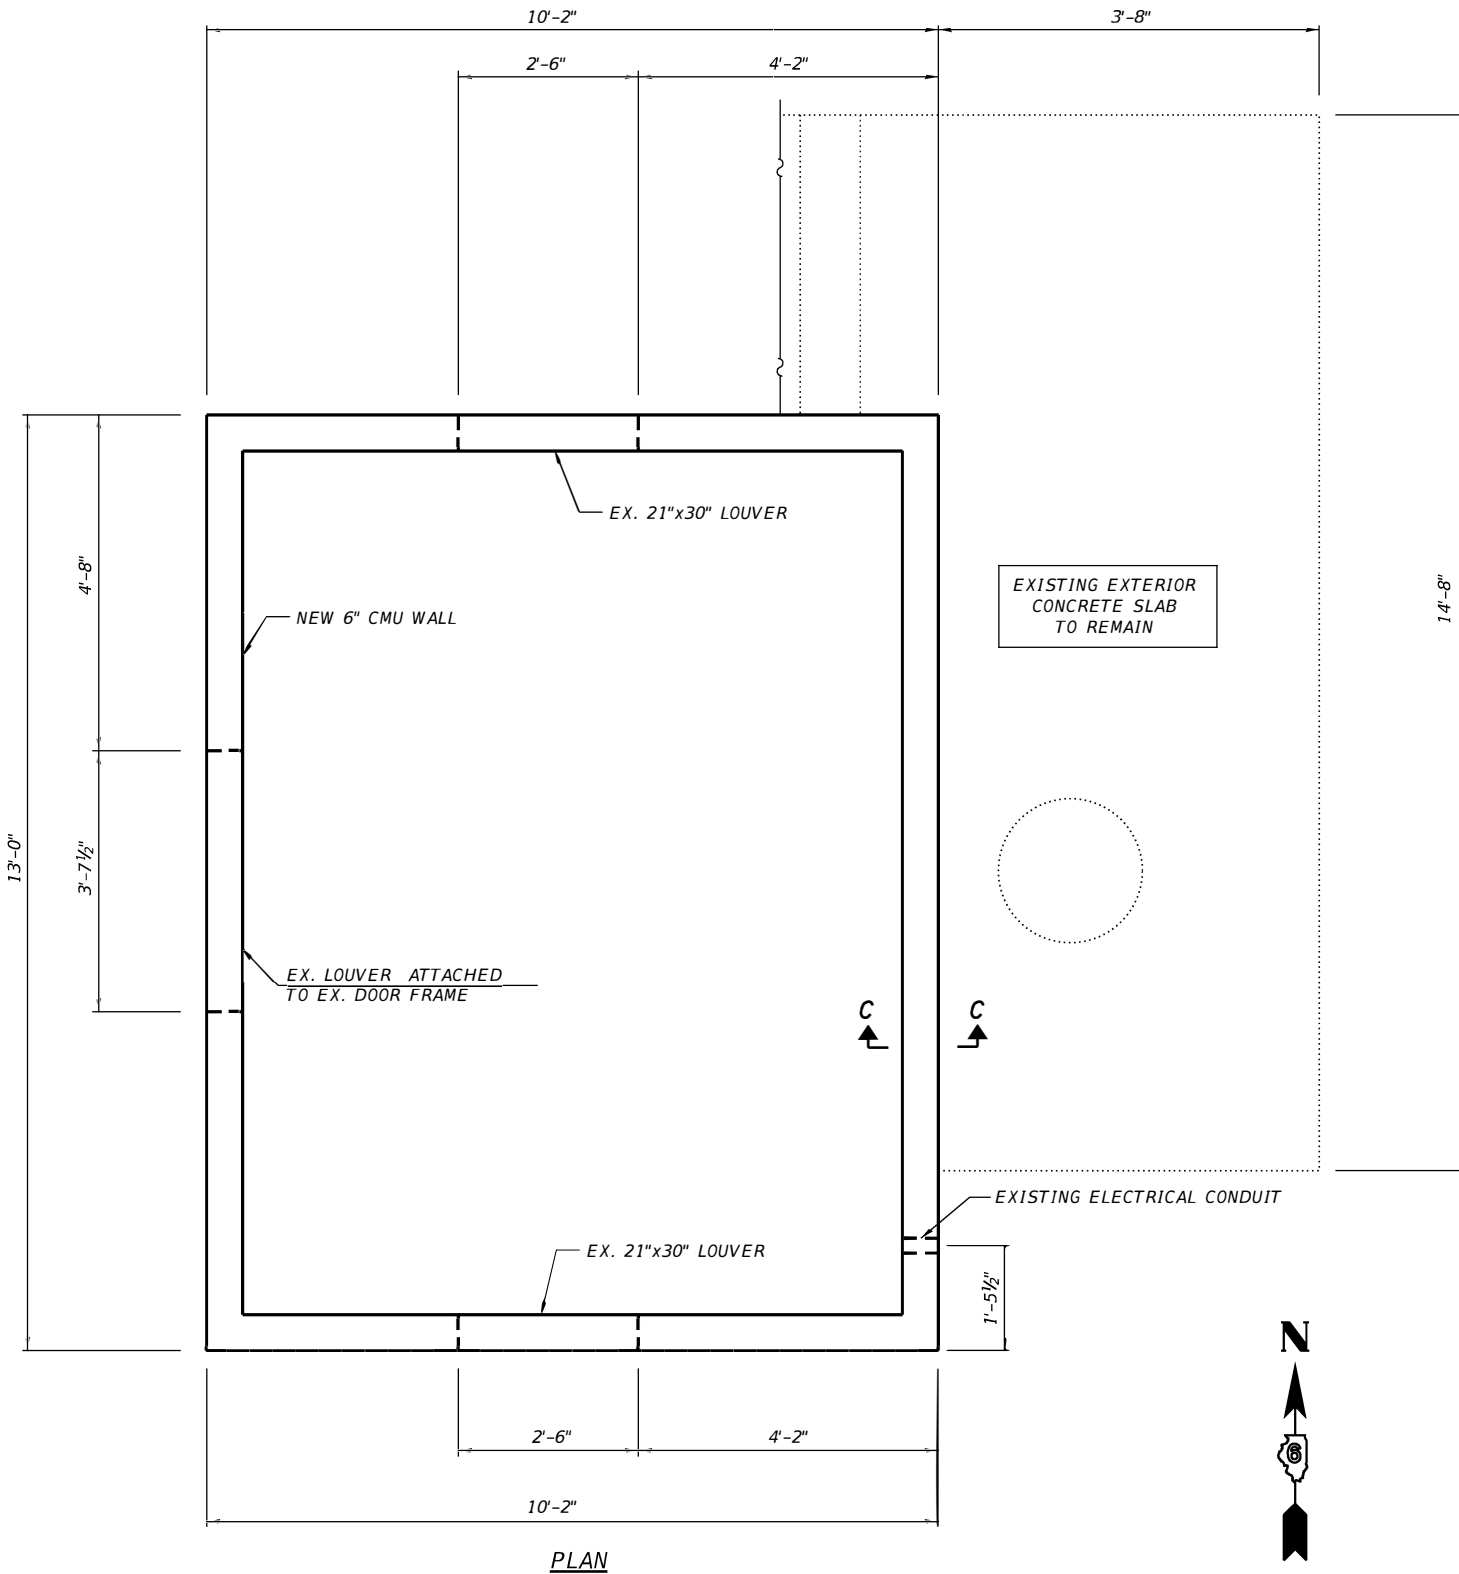 10'-2"
3'-8"
2'-6"
4'-2"
EX. 21"x30" LOUVER
4'-8"
EXISTING EXTERIOR
CONCRETE SLAB
TO REMAIN
14'-8"
NEW 6" CMU WALL
13'-0"
3'-7½"
EX. LOUVER ATTACHED
TO EX. DOOR FRAME
C
C
EXISTING ELECTRICAL CONDUIT
EX. 21"x30" LOUVER
1'-5½"
N
2'-6"
4'-2"
6
10'-2"
PLAN